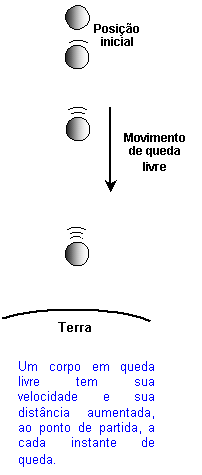 Posição
inicial
Movimento
de queda
livre
Terra
Um corpo em queda
livre tem sua
velocidade e sua
distância aumentada,
ao ponto de partida, a
cada instante de
queda.